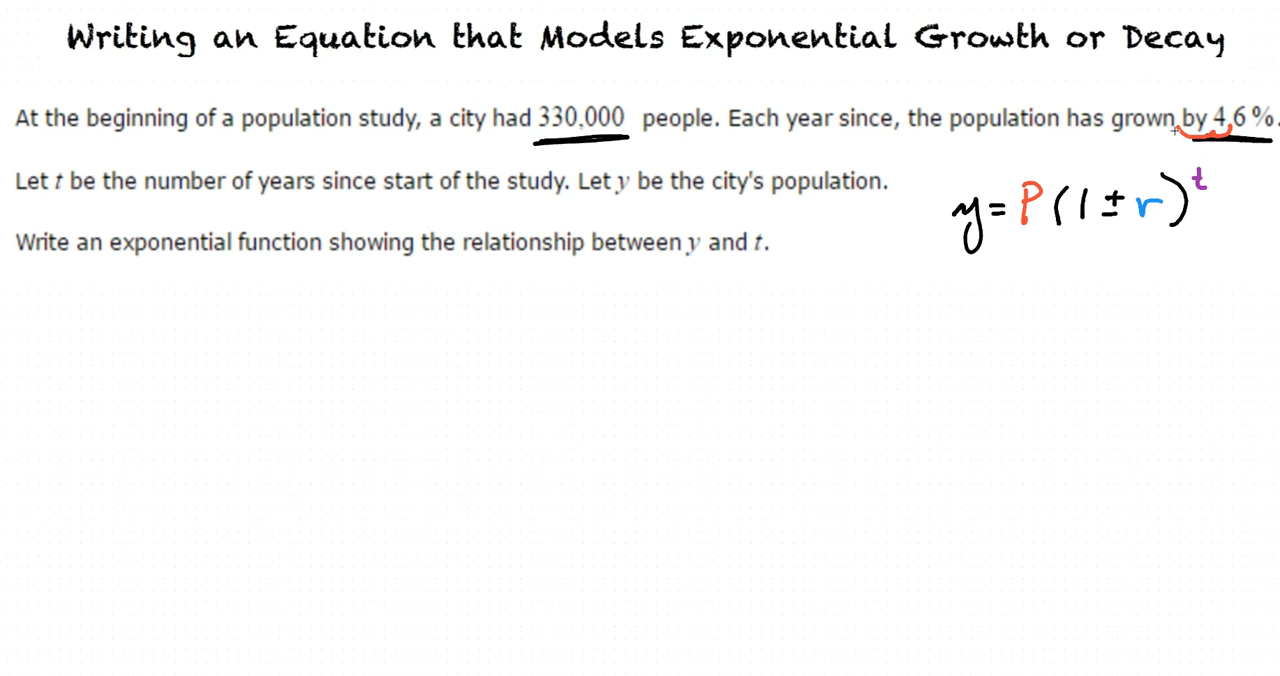 Writing an Equation that Models Exponential Growth or Decay
At the beginning of a population study, a city had 330,000 people. Each year since, the population has grown by 4.6%.
Let t be the number of years since start of the study. Let y be the city's population.
y = P(1 ± r)^t
Write an exponential function showing the relationship between y and t.